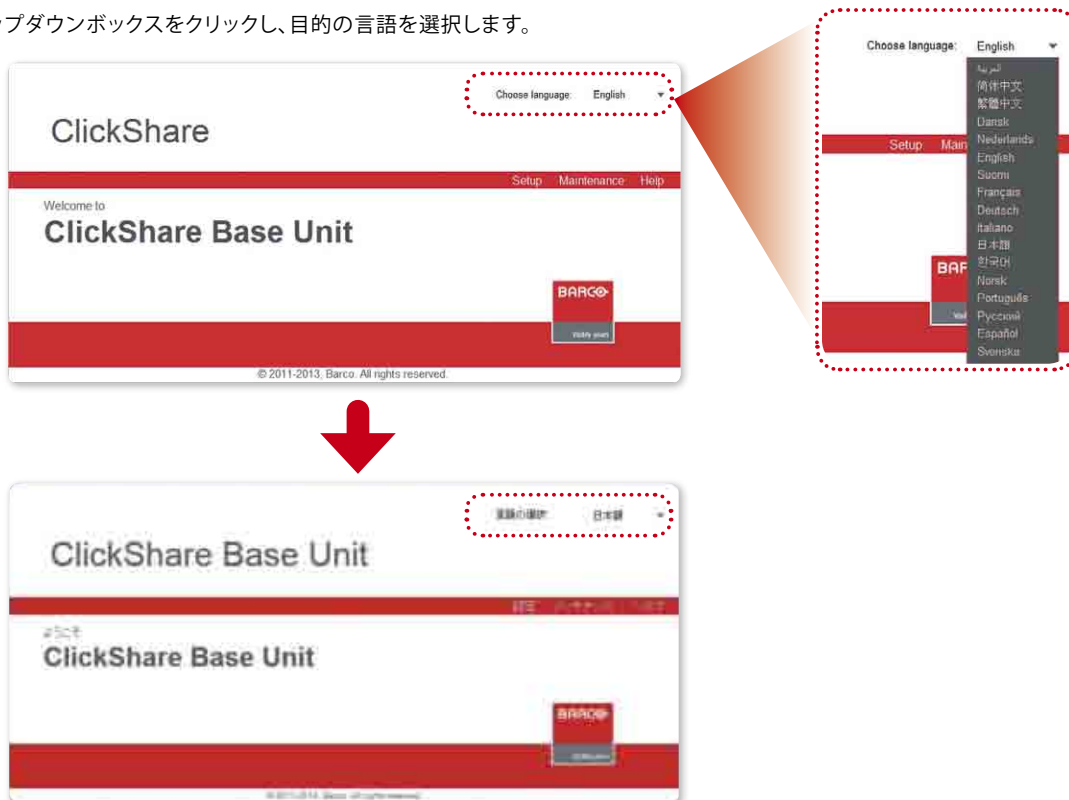 ップダウンボックスをクリックし、目的の言語を選択します。
Choose language: English
ClickShare
Setup Maintenance Help
Welcome to
ClickShare Base Unit
BARCO
© 2011-2013, Barco. All rights reserved.
Choose language: English
العربية
简体中文
繁體中文
Dansk
Nederlands
English
Suomi
Français
Deutsch
Italiano
日本語
한국어
Norsk
Português
Русский
Español
Svenska
Setup Main
BAR
言語の選択: 日本語
ClickShare Base Unit
設定
ようこそ
ClickShare Base Unit
BARCO